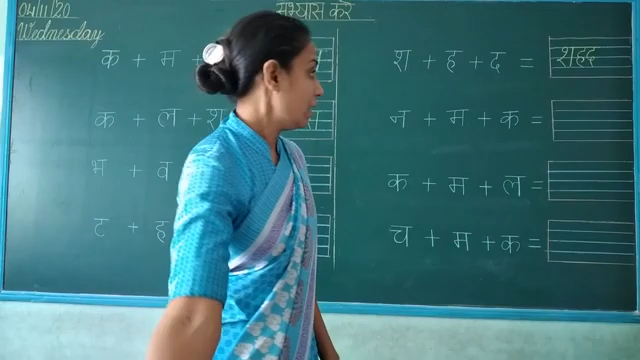 04/11/20
Wednesday
अभ्यास करे
क + म +
क + ल + श
भ + व
ट + ह
श + ह + द = शहद
न + म + क =
क + म + ल =
च + म + क =